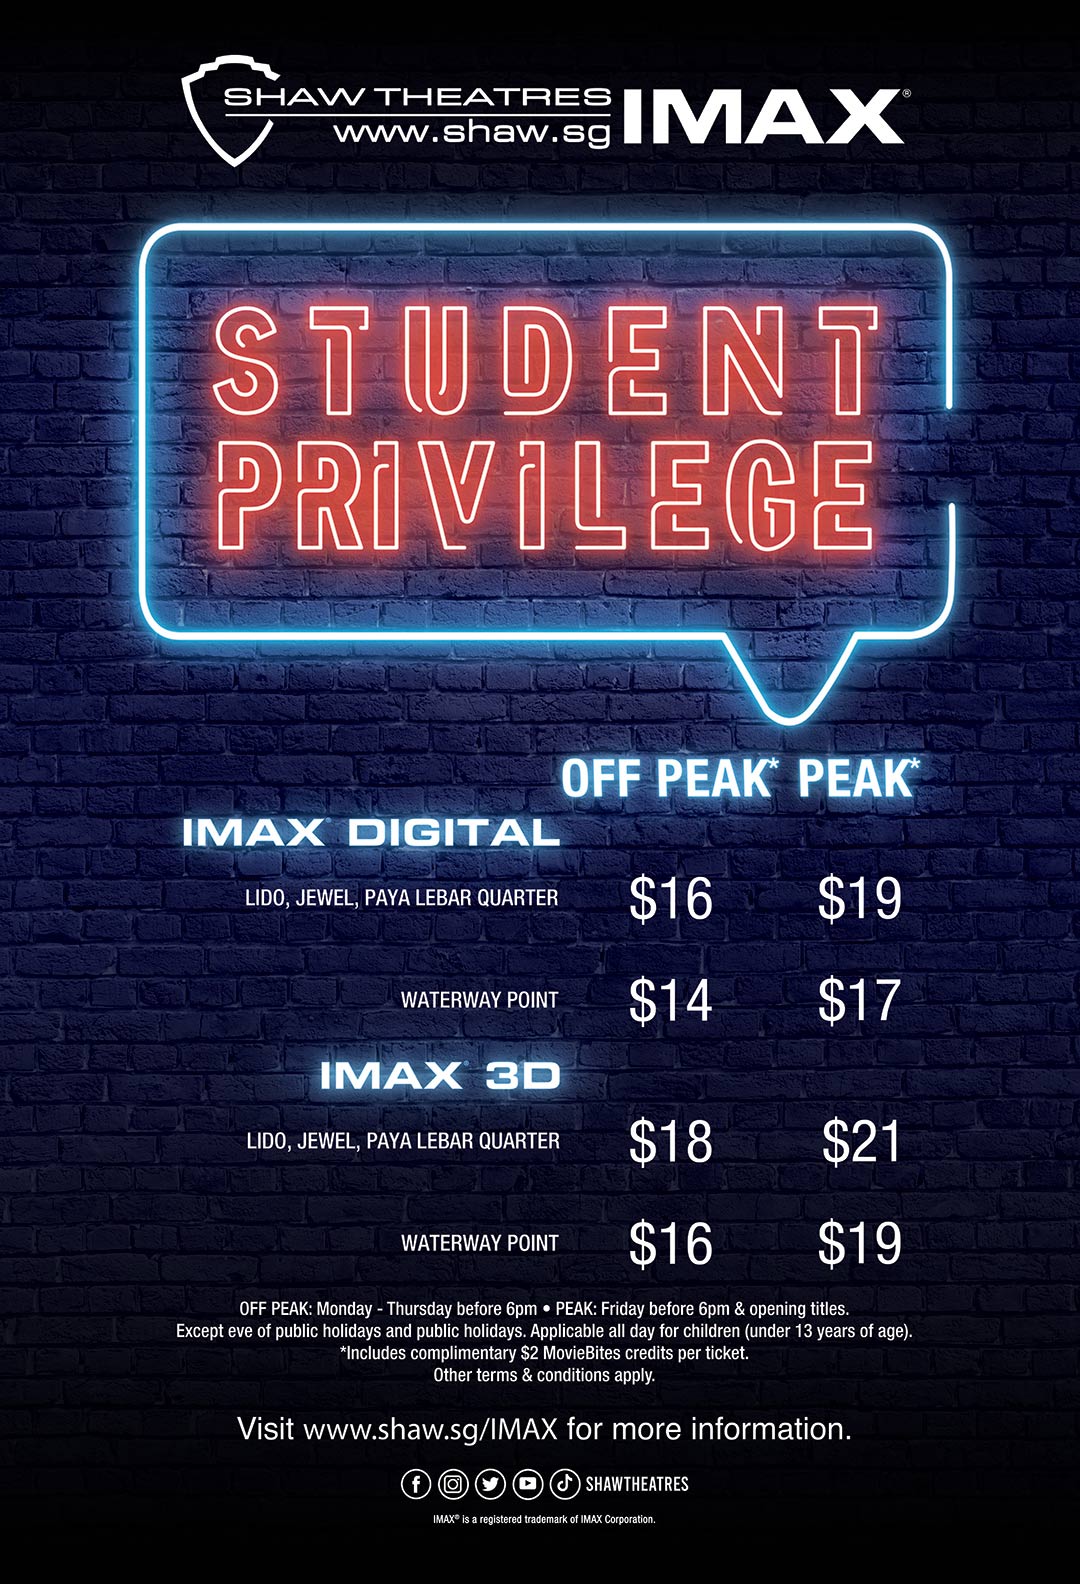 SHAW THEATRES
www.shaw.sg
IMAX®
STUDENT
PRIVILEGE
OFF PEAK* PEAK*
IMAX® DIGITAL
LIDO, JEWEL, PAYA LEBAR QUARTER $16 $19
WATERWAY POINT $14 $17
IMAX® 3D
LIDO, JEWEL, PAYA LEBAR QUARTER $18 $21
WATERWAY POINT $16 $19
OFF PEAK: Monday - Thursday before 6pm • PEAK: Friday before 6pm & opening titles.
Except eve of public holidays and public holidays. Applicable all day for children (under 13 years of age).
*Includes complimentary $2 MovieBites credits per ticket.
Other terms & conditions apply.
Visit www.shaw.sg/IMAX for more information.
SHAWTHEATRES
IMAX® is a registered trademark of IMAX Corporation.